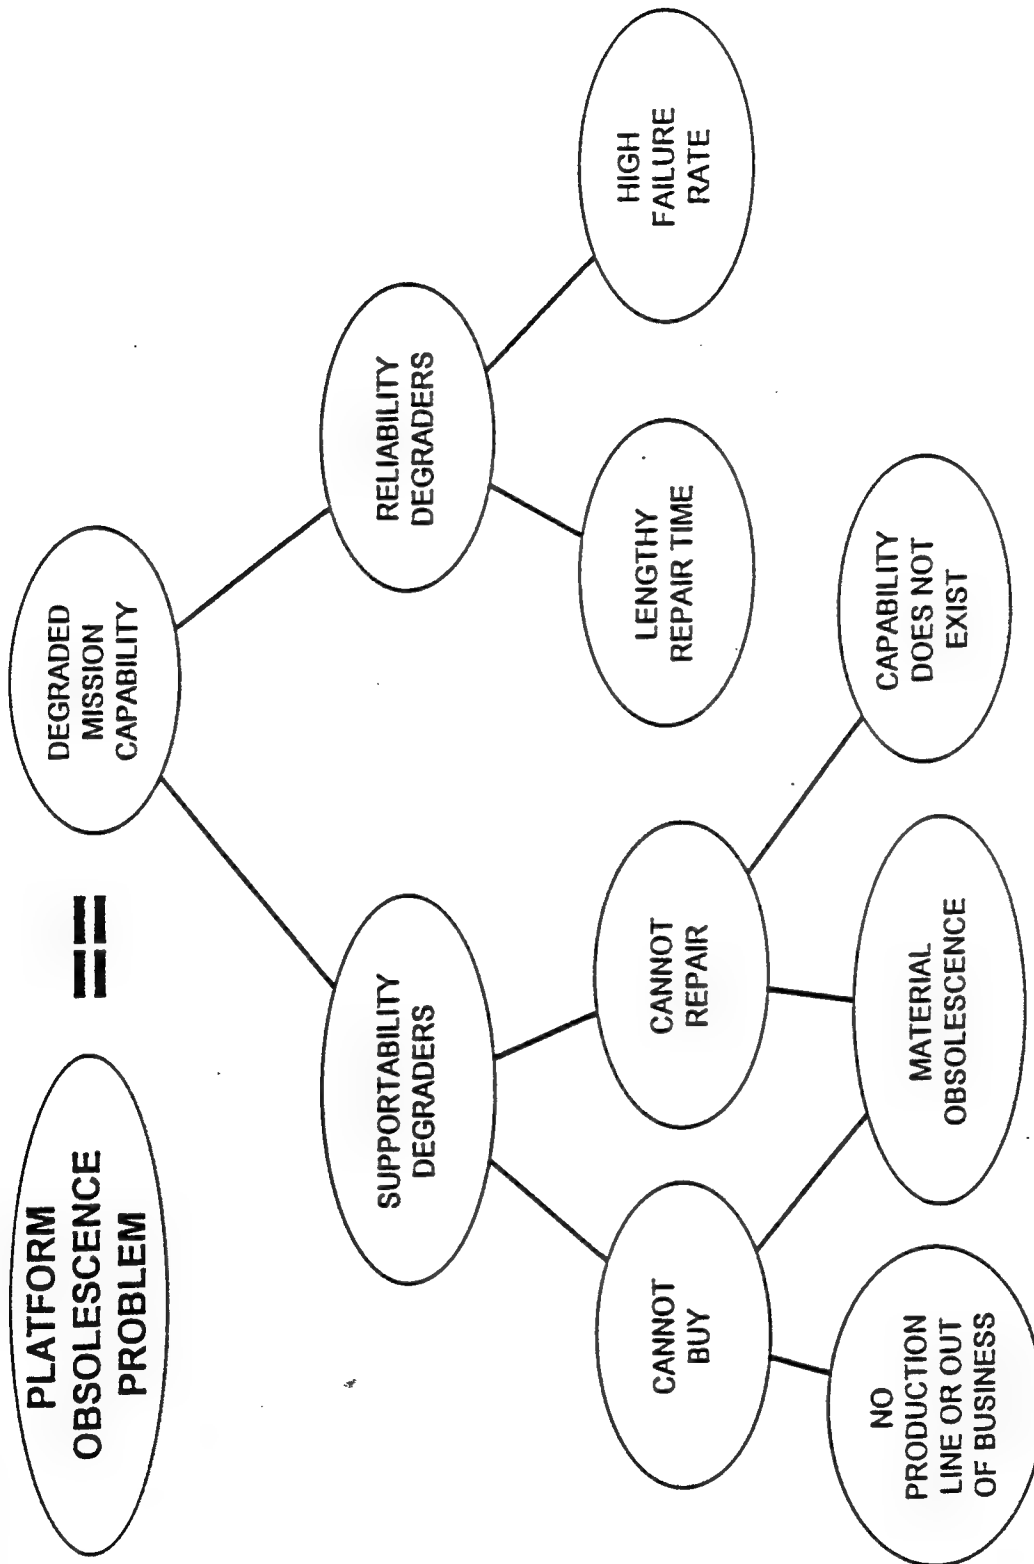 PLATFORM
OBSOLESCENCE
PROBLEM
==
DEGRADED
MISSION
CAPABILITY
SUPPORTABILITY
DEGRADERS
RELIABILITY
DEGRADERS
CANNOT
BUY
CANNOT
REPAIR
LENGTHY
REPAIR TIME
HIGH
FAILURE
RATE
NO
PRODUCTION
LINE OR OUT
OF BUSINESS
MATERIAL
OBSOLESCENCE
CAPABILITY
DOES NOT
EXIST